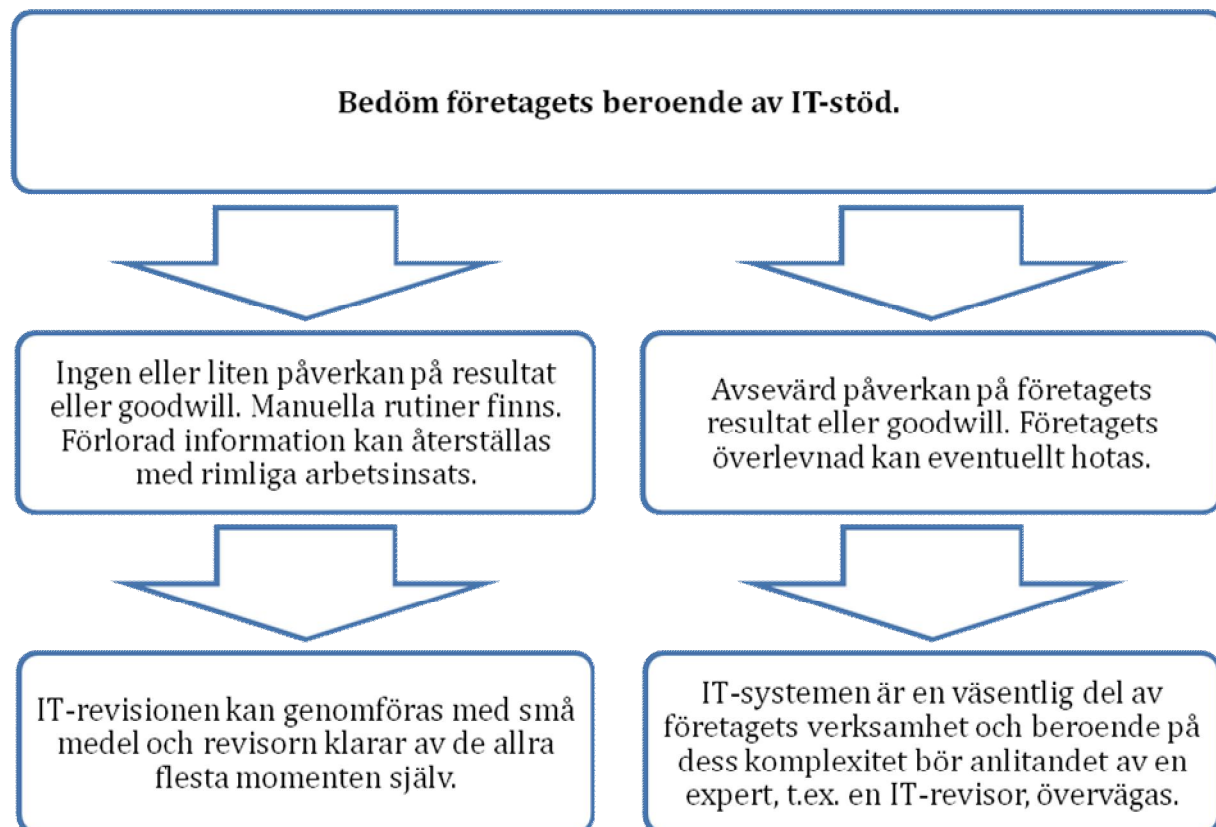 Bedöm företagets beroende av IT-stöd.
Ingen eller liten påverkan på resultat
eller goodwill. Manuella rutiner finns.
Förlorad information kan återställas
med rimliga arbetsinsats.
Avsevärd påverkan på företagets
resultat eller goodwill. Företagets
överlevnad kan eventuellt hotas.
IT-revisionen kan genomföras med små
medel och revisorn klarar av de allra
flesta momenten själv.
IT-systemen är en väsentlig del av
företagets verksamhet och beroende på
dess komplexitet bör anlitandet av en
expert, t.ex. en IT-revisor, övervägas.